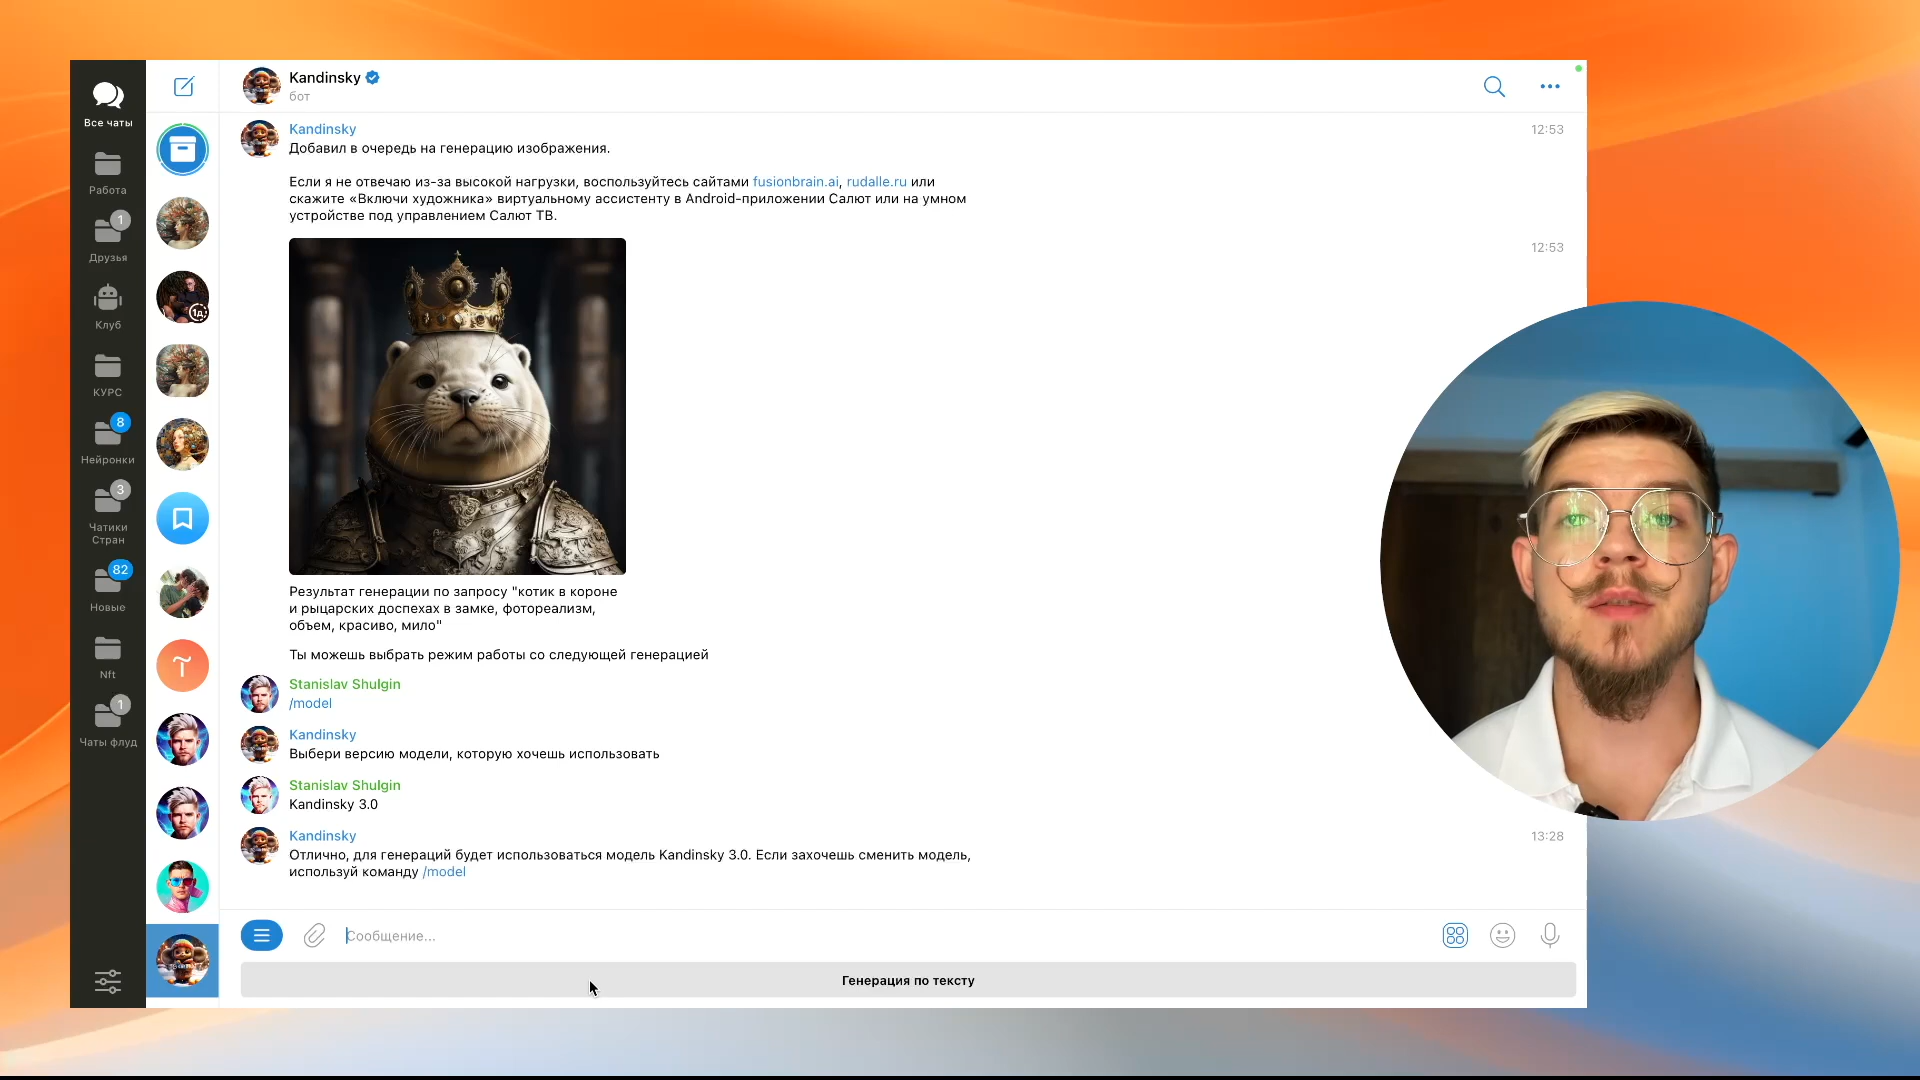 Все чаты
Работа
1
Друзья
Клуб
КУРС
8
Нейронки
3
Чатики
Стран
82
Новые
Nft
1
Чаты флуд
1д
Kandinsky
бот
Kandinsky
12:53
Добавил в очередь на генерацию изображения.
Если я не отвечаю из-за высокой нагрузки, воспользуйтесь сайтами fusionbrain.ai, rudalle.ru или
скажите «Включи художника» виртуальному ассистенту в Android-приложении Салют или на умном
устройстве под управлением Салют ТВ.
12:53
Результат генерации по запросу "котик в короне
и рыцарских доспехах в замке, фотореализм,
объем, красиво, мило"
Ты можешь выбрать режим работы со следующей генерацией
Stanislav Shulgin
/model
Kandinsky
Выбери версию модели, которую хочешь использовать
Stanislav Shulgin
Kandinsky 3.0
Kandinsky
13:28
Отлично, для генераций будет использоваться модель Kandinsky 3.0. Если захочешь сменить модель,
используй команду /model
Сообщение...
Генерация по тексту